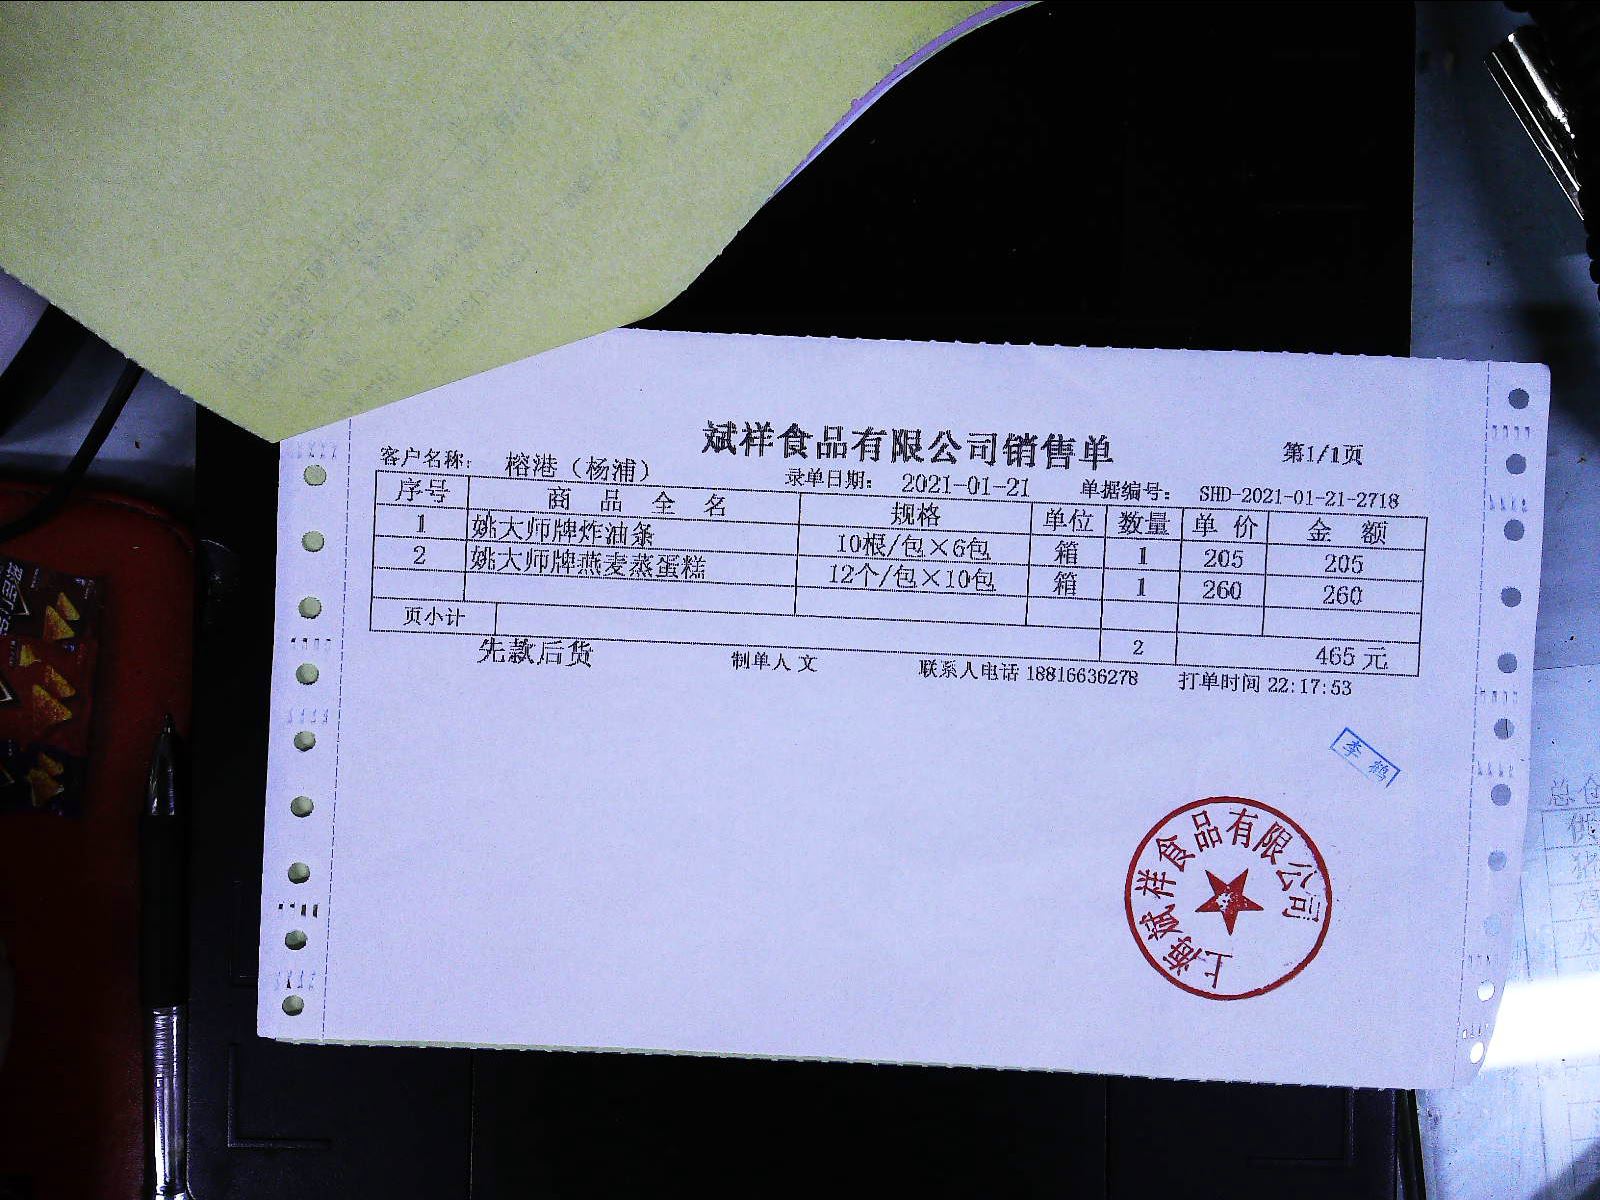 斌祥食品有限公司销售单
第1/1页
客户名称： 榕港（杨浦） 录单日期： 2021-01-21 单据编号： SHD-2021-01-21-2718
序号 商 品 全 名 规格 单位 数量 单 价 金 额
1 姚大师牌炸油条 10根/包×6包 箱 1 205 205
2 姚大师牌燕麦蒸蛋糕 12个/包×10包 箱 1 260 260
页小计 2 465 元
先款后货 制单人 文 联系人电话 18816636278 打单时间 22:17:53
李鹤
上海斌祥食品有限公司
总仓